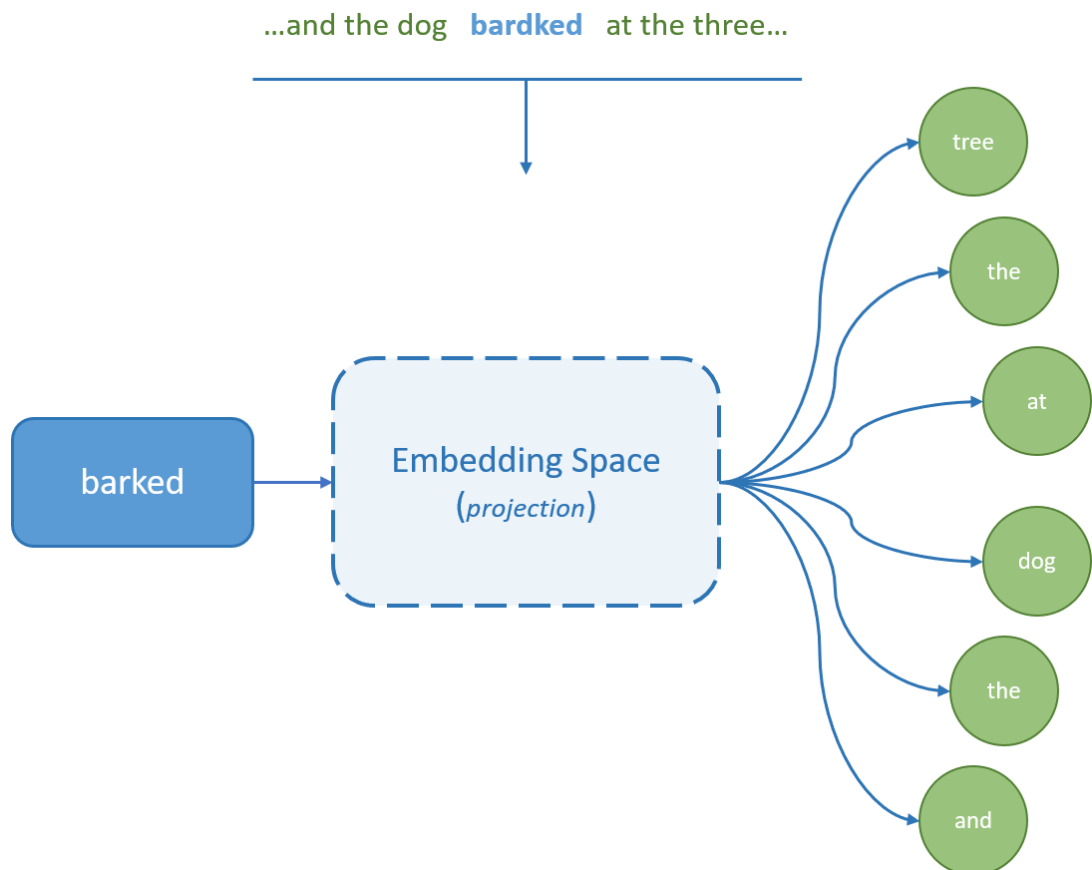 ...and the dog bardked at the three...
tree
the
at
barked
Embedding Space
(projection)
dog
the
and